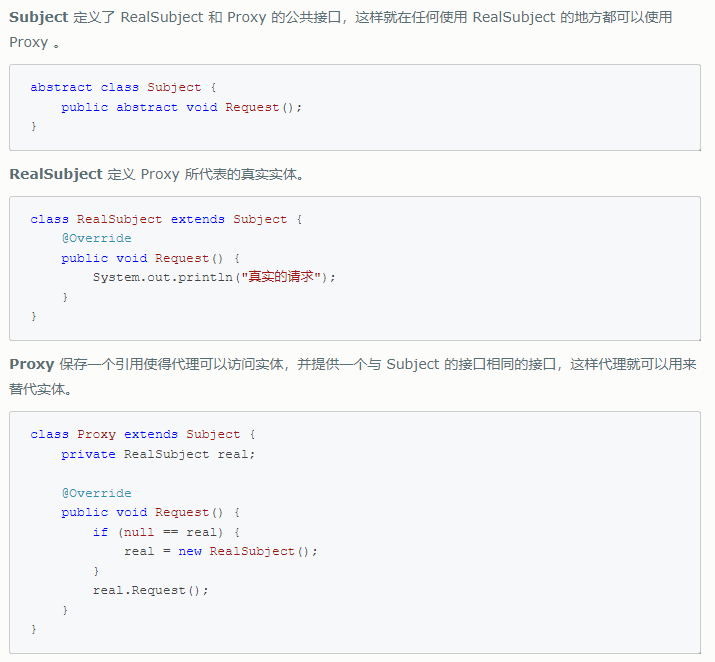 Subject 定义了 RealSubject 和 Proxy 的公共接口，这样就在任何使用 RealSubject 的地方都可以使用
Proxy 。
abstract class Subject {
    public abstract void Request();
}
RealSubject 定义 Proxy 所代表的真实实体。
class RealSubject extends Subject {
    @Override
    public void Request() {
        System.out.println("真实的请求");
    }
}
Proxy 保存一个引用使得代理可以访问实体，并提供一个与 Subject 的接口相同的接口，这样代理就可以用来
替代实体。
class Proxy extends Subject {
    private RealSubject real;

    @Override
    public void Request() {
        if (null == real) {
            real = new RealSubject();
        }
        real.Request();
    }
}